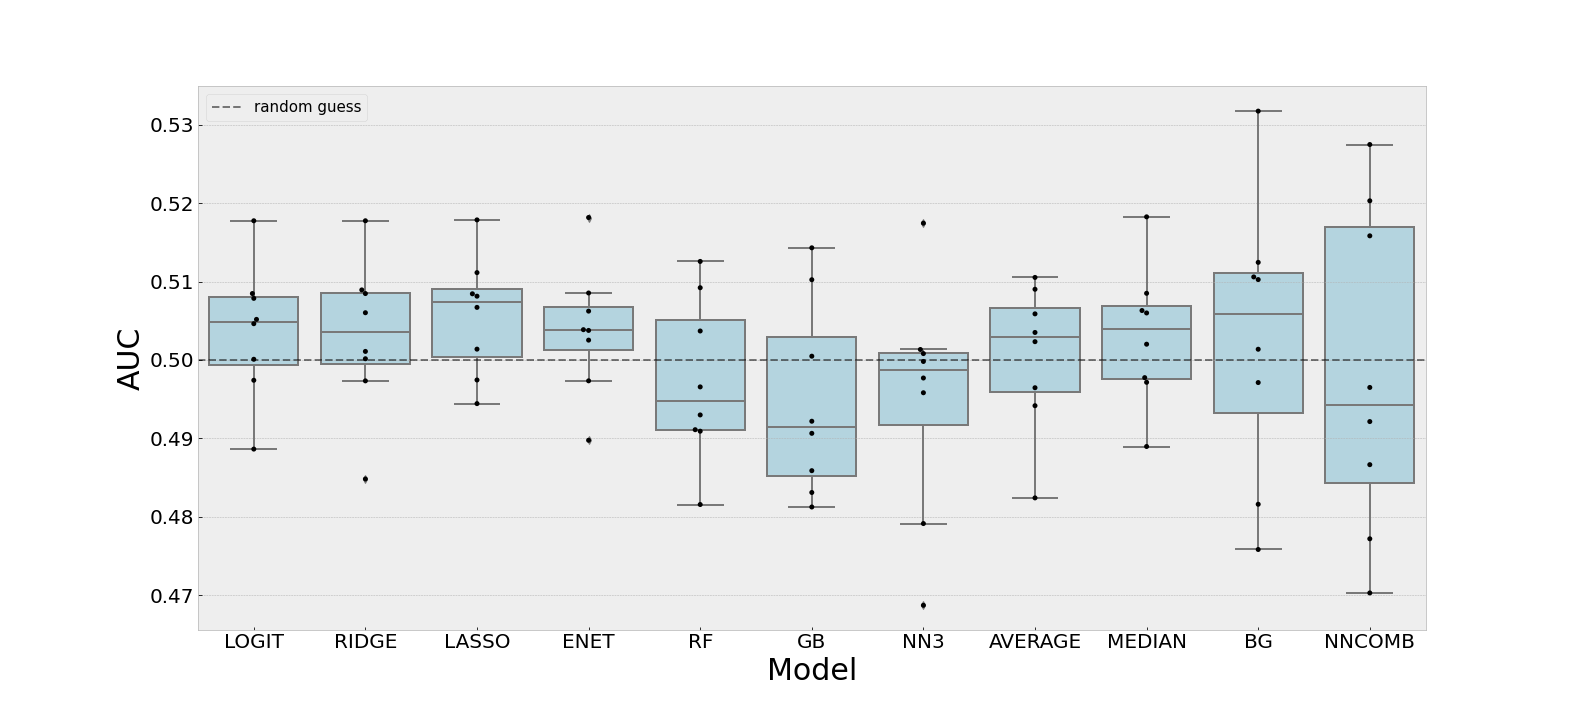 random guess
0.53
0.52
0.51
0.50
0.49
0.48
0.47
AUC
LOGIT RIDGE LASSO ENET RF GB NN3 AVERAGE MEDIAN BG NNCOMB
Model